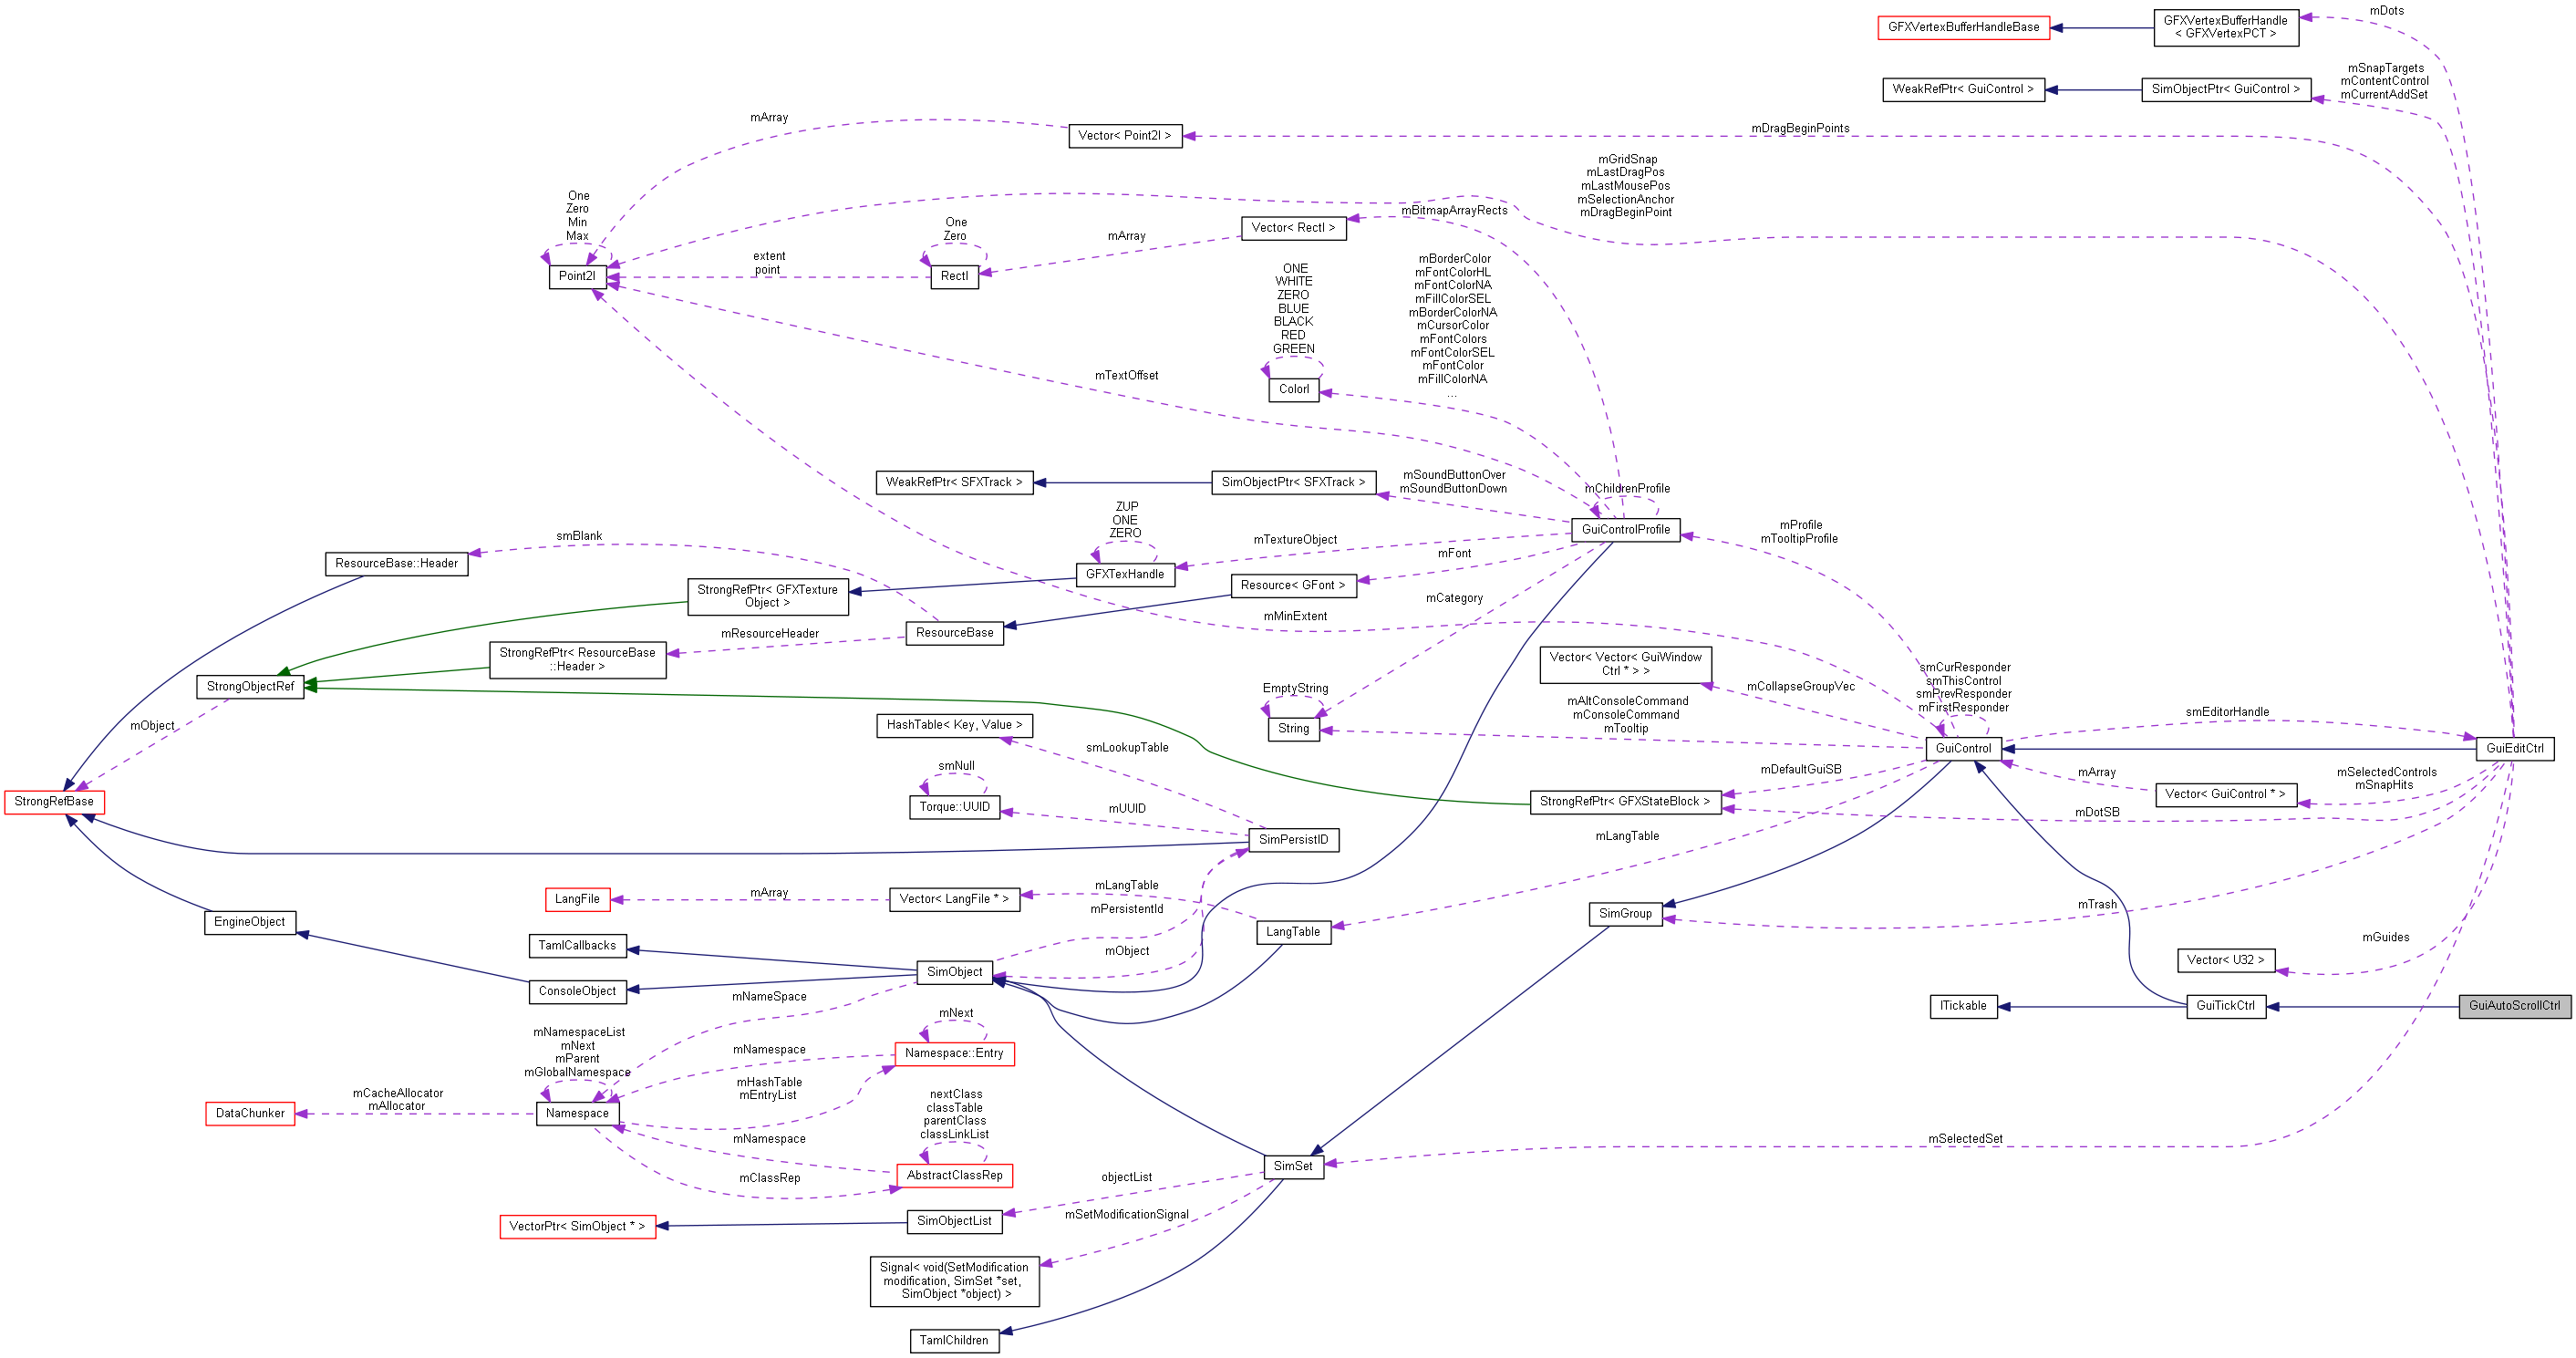 mDots
GFXVertexBufferHandleBase
GFXVertexBufferHandle
< GFXVertexPCT >
mSnapTargets
mContentControl
mCurrentAddSet
WeakRefPtr< GuiControl >
SimObjectPtr< GuiControl >
mArray
Vector< Point2I >
mDragBeginPoints
mGridSnap
mLastDragPos
mLastMousePos
mSelectionAnchor
mDragBeginPoint
One
Zero
Min
Max
Point2I
extent
point
One
Zero
RectI
mArray
Vector< RectI >
mBitmapArrayRects
ONE
WHITE
ZERO
BLUE
BLACK
RED
GREEN
ColorI
mBorderColor
mFontColorHL
mFontColorNA
mFillColorSEL
mBorderColorNA
mCursorColor
mFontColors
mFontColorSEL
mFontColor
mFillColorNA
...
mTextOffset
WeakRefPtr< SFXTrack >
SimObjectPtr< SFXTrack >
mSoundButtonOver
mSoundButtonDown
mChildrenProfile
GuiControlProfile
mProfile
mTooltipProfile
ZUP
ONE
ZERO
GFXTexHandle
mTextureObject
mFont
smBlank
ResourceBase::Header
StrongRefPtr< GFXTexture
Object >
Resource< GFont >
mCategory
mMinExtent
ResourceBase
mResourceHeader
StrongRefPtr< ResourceBase
::Header >
StrongObjectRef
mObject
StrongRefBase
Vector< Vector< GuiWindow
Ctrl * > >
mCollapseGroupVec
smCurResponder
smThisControl
smPrevResponder
mFirstResponder
GuiControl
smEditorHandle
GuiEditCtrl
EmptyString
String
mAltConsoleCommand
mConsoleCommand
mTooltip
HashTable< Key, Value >
smLookupTable
smNull
Torque::UUID
mUUID
SimPersistID
mDefaultGuiSB
StrongRefPtr< GFXStateBlock >
mArray
Vector< GuiControl * >
mSelectedControls
mSnapHits
mDotSB
mLangTable
LangFile
mArray
Vector< LangFile * >
mLangTable
LangTable
mPersistentId
mObject
EngineObject
TamlCallbacks
ConsoleObject
SimObject
SimGroup
mTrash
mGuides
Vector< U32 >
ITickable
GuiTickCtrl
GuiAutoScrollCtrl
mNameSpace
mNext
Namespace::Entry
mNamespace
mNamespaceList
mNext
mParent
mGlobalNamespace
Namespace
mHashTable
mEntryList
mCacheAllocator
mAllocator
DataChunker
nextClass
classTable
parentClass
classLinkList
AbstractClassRep
mNamespace
mClassRep
mSelectedSet
SimSet
objectList
SimObjectList
VectorPtr< SimObject * >
mSetModificationSignal
Signal< void(SetModification
modification, SimSet *set,
SimObject *object) >
TamlChildren